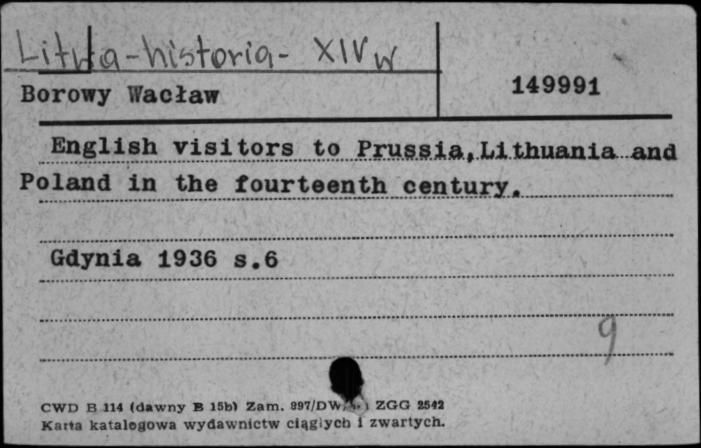 Litwa-historia- XIV w
Borowy Wacław
149991
English visitors to Prussia,Lithuania and
Poland in the fourteenth century.
Gdynia 1936 s.6
9
CWD B 114 (dawny B 15b) Zam. 997/DW ZGG 2542
Karta katalogowa wydawnictw ciągłych i zwartych.